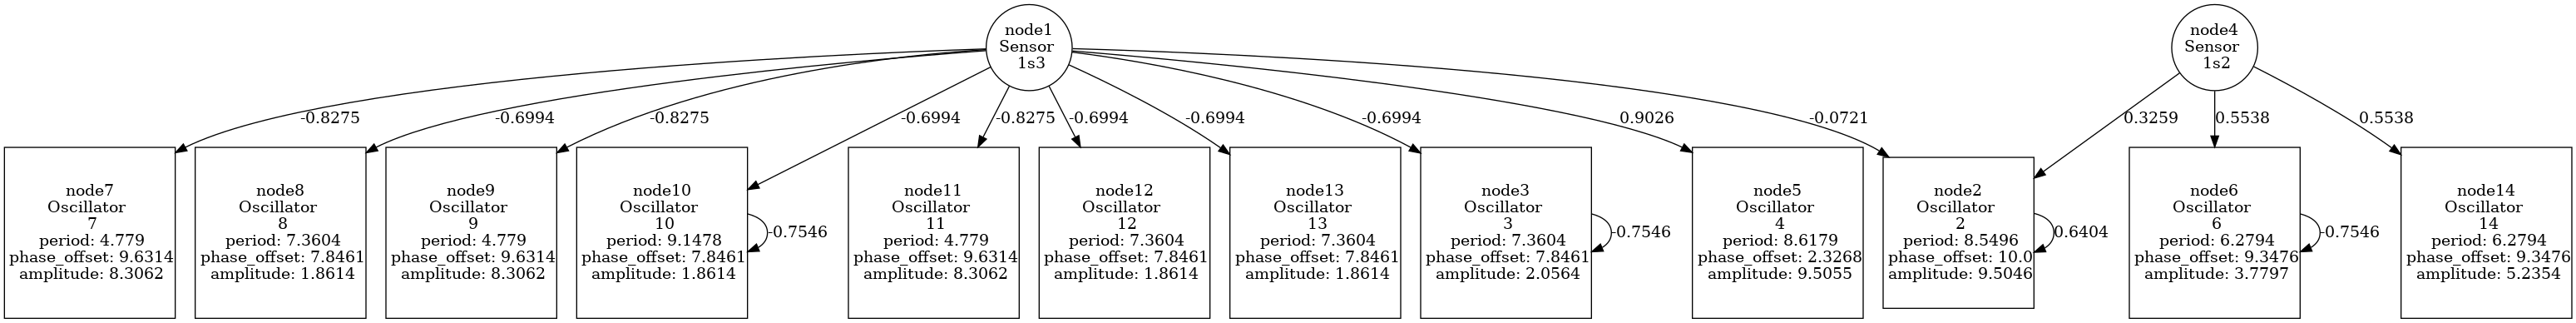 node1
Sensor
1s3
node4
Sensor
1s2
-0.8275
-0.6994
-0.8275
-0.6994
-0.8275
-0.6994
-0.6994
-0.6994
0.9026
-0.0721
0.3259
0.5538
0.5538
node7
Oscillator
7
period: 4.779
phase_offset: 9.6314
amplitude: 8.3062
node8
Oscillator
8
period: 7.3604
phase_offset: 7.8461
amplitude: 1.8614
node9
Oscillator
9
period: 4.779
phase_offset: 9.6314
amplitude: 8.3062
node10
Oscillator
10
period: 9.1478
phase_offset: 7.8461
amplitude: 1.8614
-0.7546
node11
Oscillator
11
period: 4.779
phase_offset: 9.6314
amplitude: 8.3062
node12
Oscillator
12
period: 7.3604
phase_offset: 7.8461
amplitude: 1.8614
node13
Oscillator
13
period: 7.3604
phase_offset: 7.8461
amplitude: 1.8614
node3
Oscillator
3
period: 7.3604
phase_offset: 7.8461
amplitude: 2.0564
-0.7546
node5
Oscillator
4
period: 8.6179
phase_offset: 2.3268
amplitude: 9.5055
node2
Oscillator
2
period: 8.5496
phase_offset: 10.0
amplitude: 9.5046
0.6404
node6
Oscillator
6
period: 6.2794
phase_offset: 9.3476
amplitude: 3.7797
-0.7546
node14
Oscillator
14
period: 6.2794
phase_offset: 9.3476
amplitude: 5.2354